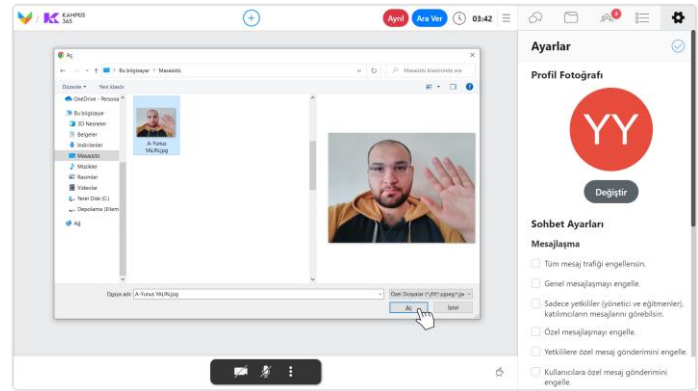 KAMPÜS
365
Ayrıl
Ara Ver
03:42
2
Aç
Bu bilgisayar
Masaüstü
Düzenle
Yeni klasör
OneDrive - Persona
Bu bilgisayar
3D Nesneler
Belgeler
İndirilenler
Masaüstü
Müzikler
Resimler
Videolar
Yerel Disk (C:)
Depolama (Elem
Ağ
A-Yunus
YALIN.jpg
Dosya adı:
A-Yunus YALIN.jpg
Aç
İptal
Ayarlar
Profil Fotoğrafı
YY
Değiştir
Sohbet Ayarları
Mesajlaşma
Tüm mesaj trafiği engellensin.
Genel mesajlaşmayı engelle.
Sadece yetkililer (yönetici ve eğitmenler),
katılımcıların mesajlarını görebilsin.
Özel mesajlaşmayı engelle.
Yetkililere özel mesaj gönderimini engelle.
Kullanıcılara özel mesaj gönderimini
engelle.